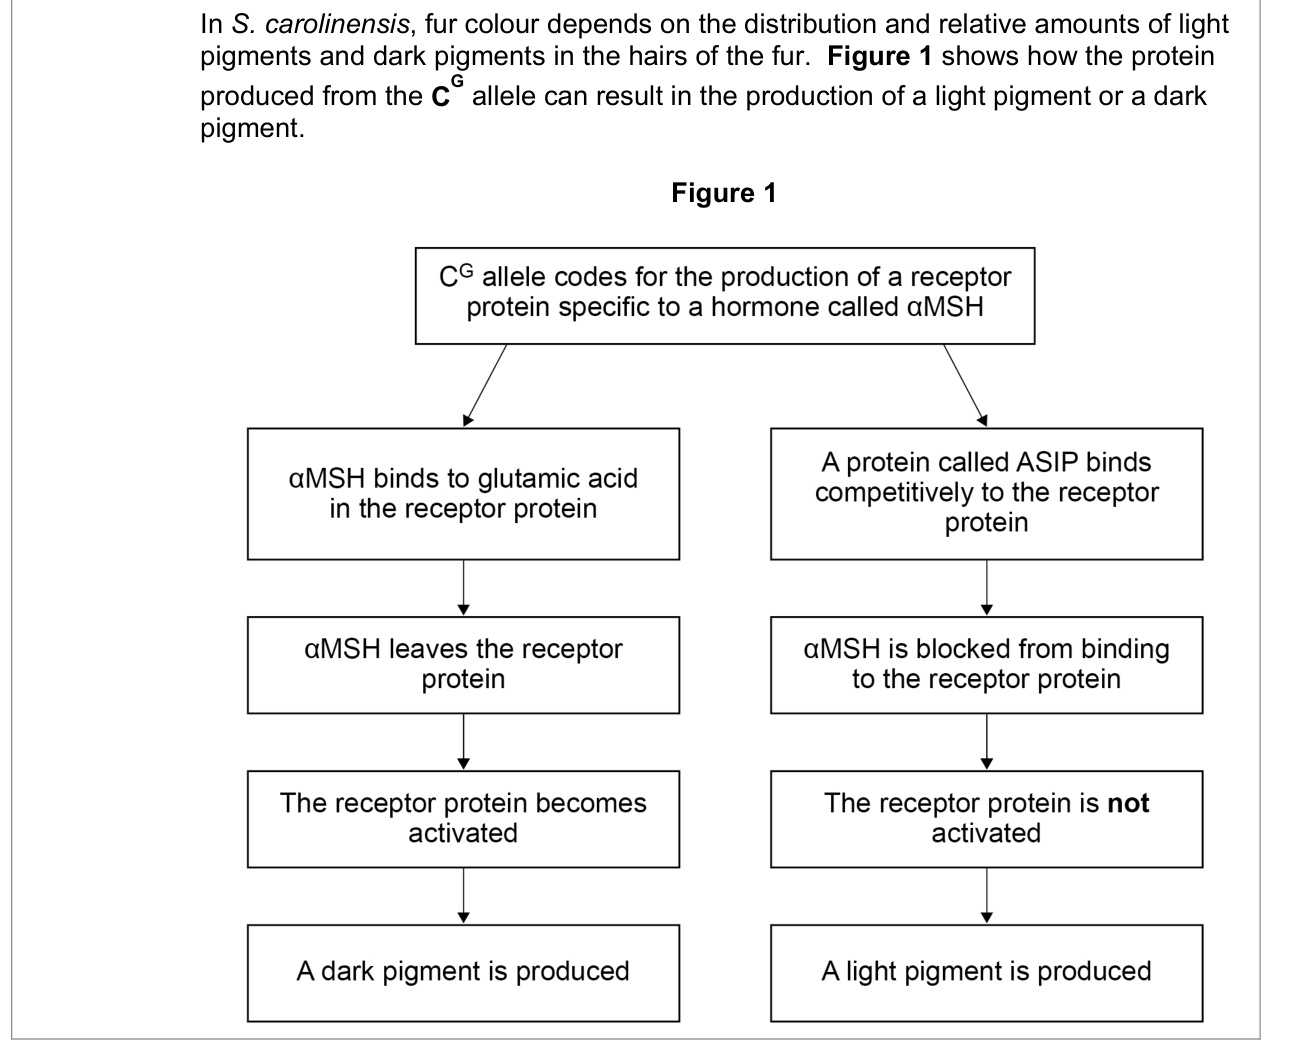 In S. carolinensis, fur colour depends on the distribution and relative amounts of light
pigments and dark pigments in the hairs of the fur. Figure 1 shows how the protein
produced from the C^G allele can result in the production of a light pigment or a dark
pigment.
Figure 1
C^G allele codes for the production of a receptor
protein specific to a hormone called αMSH
αMSH binds to glutamic acid
in the receptor protein
A protein called ASIP binds
competitively to the receptor
protein
αMSH leaves the receptor
protein
αMSH is blocked from binding
to the receptor protein
The receptor protein becomes
activated
The receptor protein is not
activated
A dark pigment is produced
A light pigment is produced